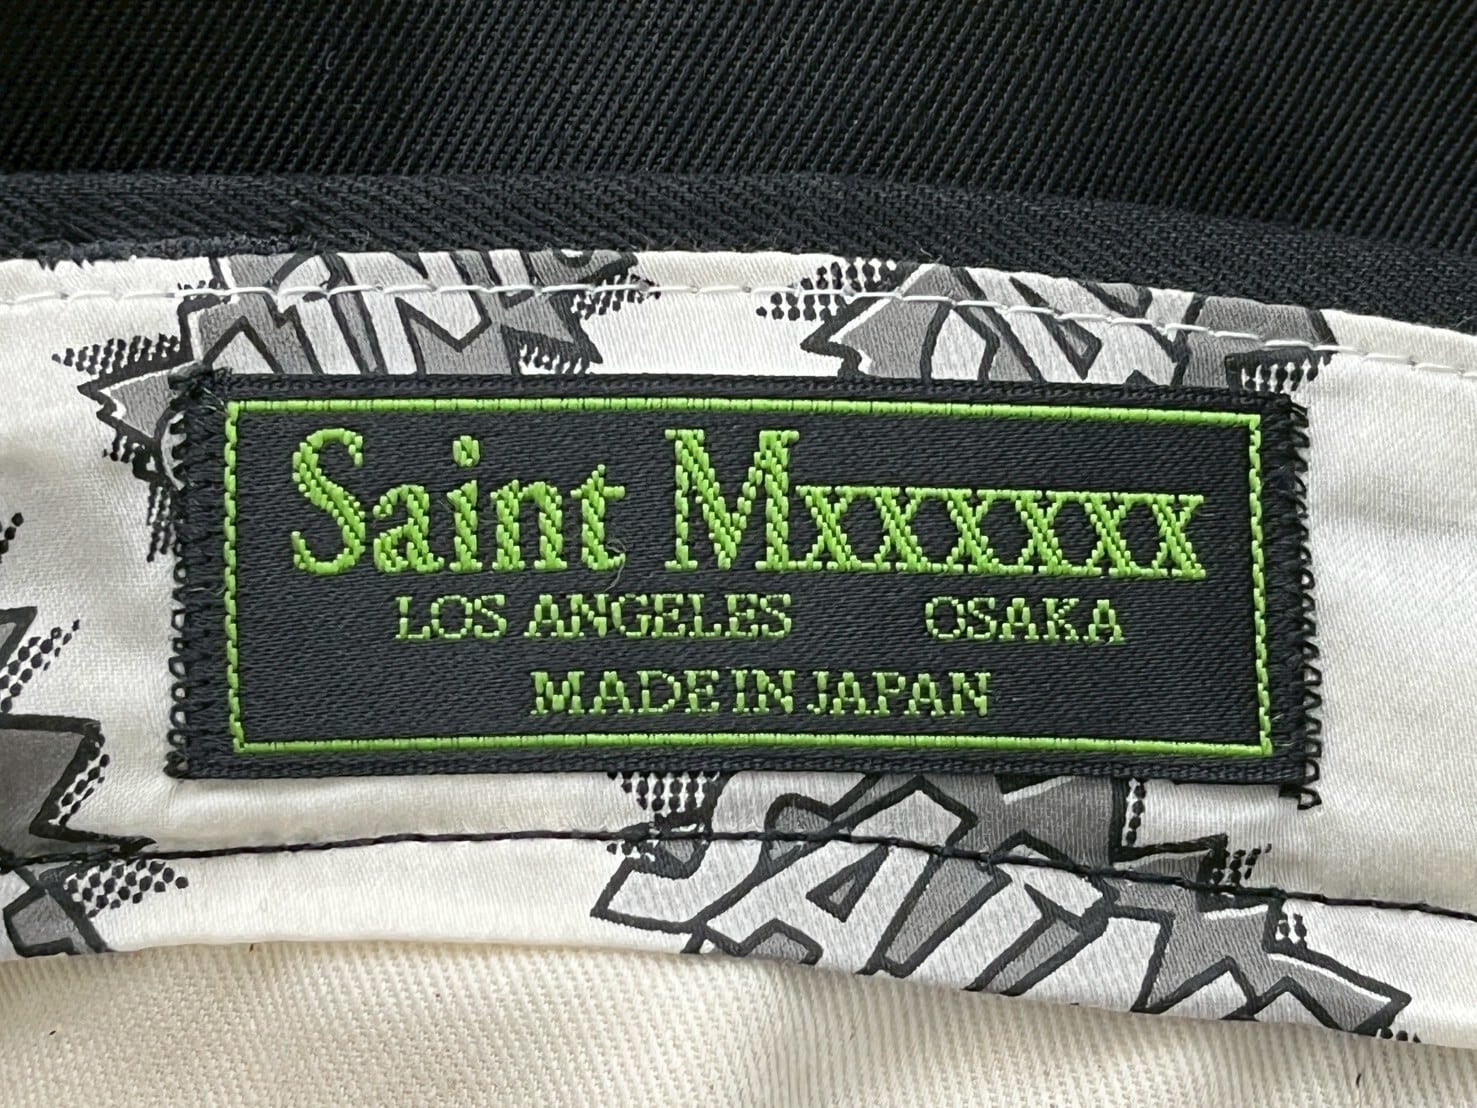 Saint Mxxxxxx
LOS ANGELES OSAKA
MADE IN JAPAN